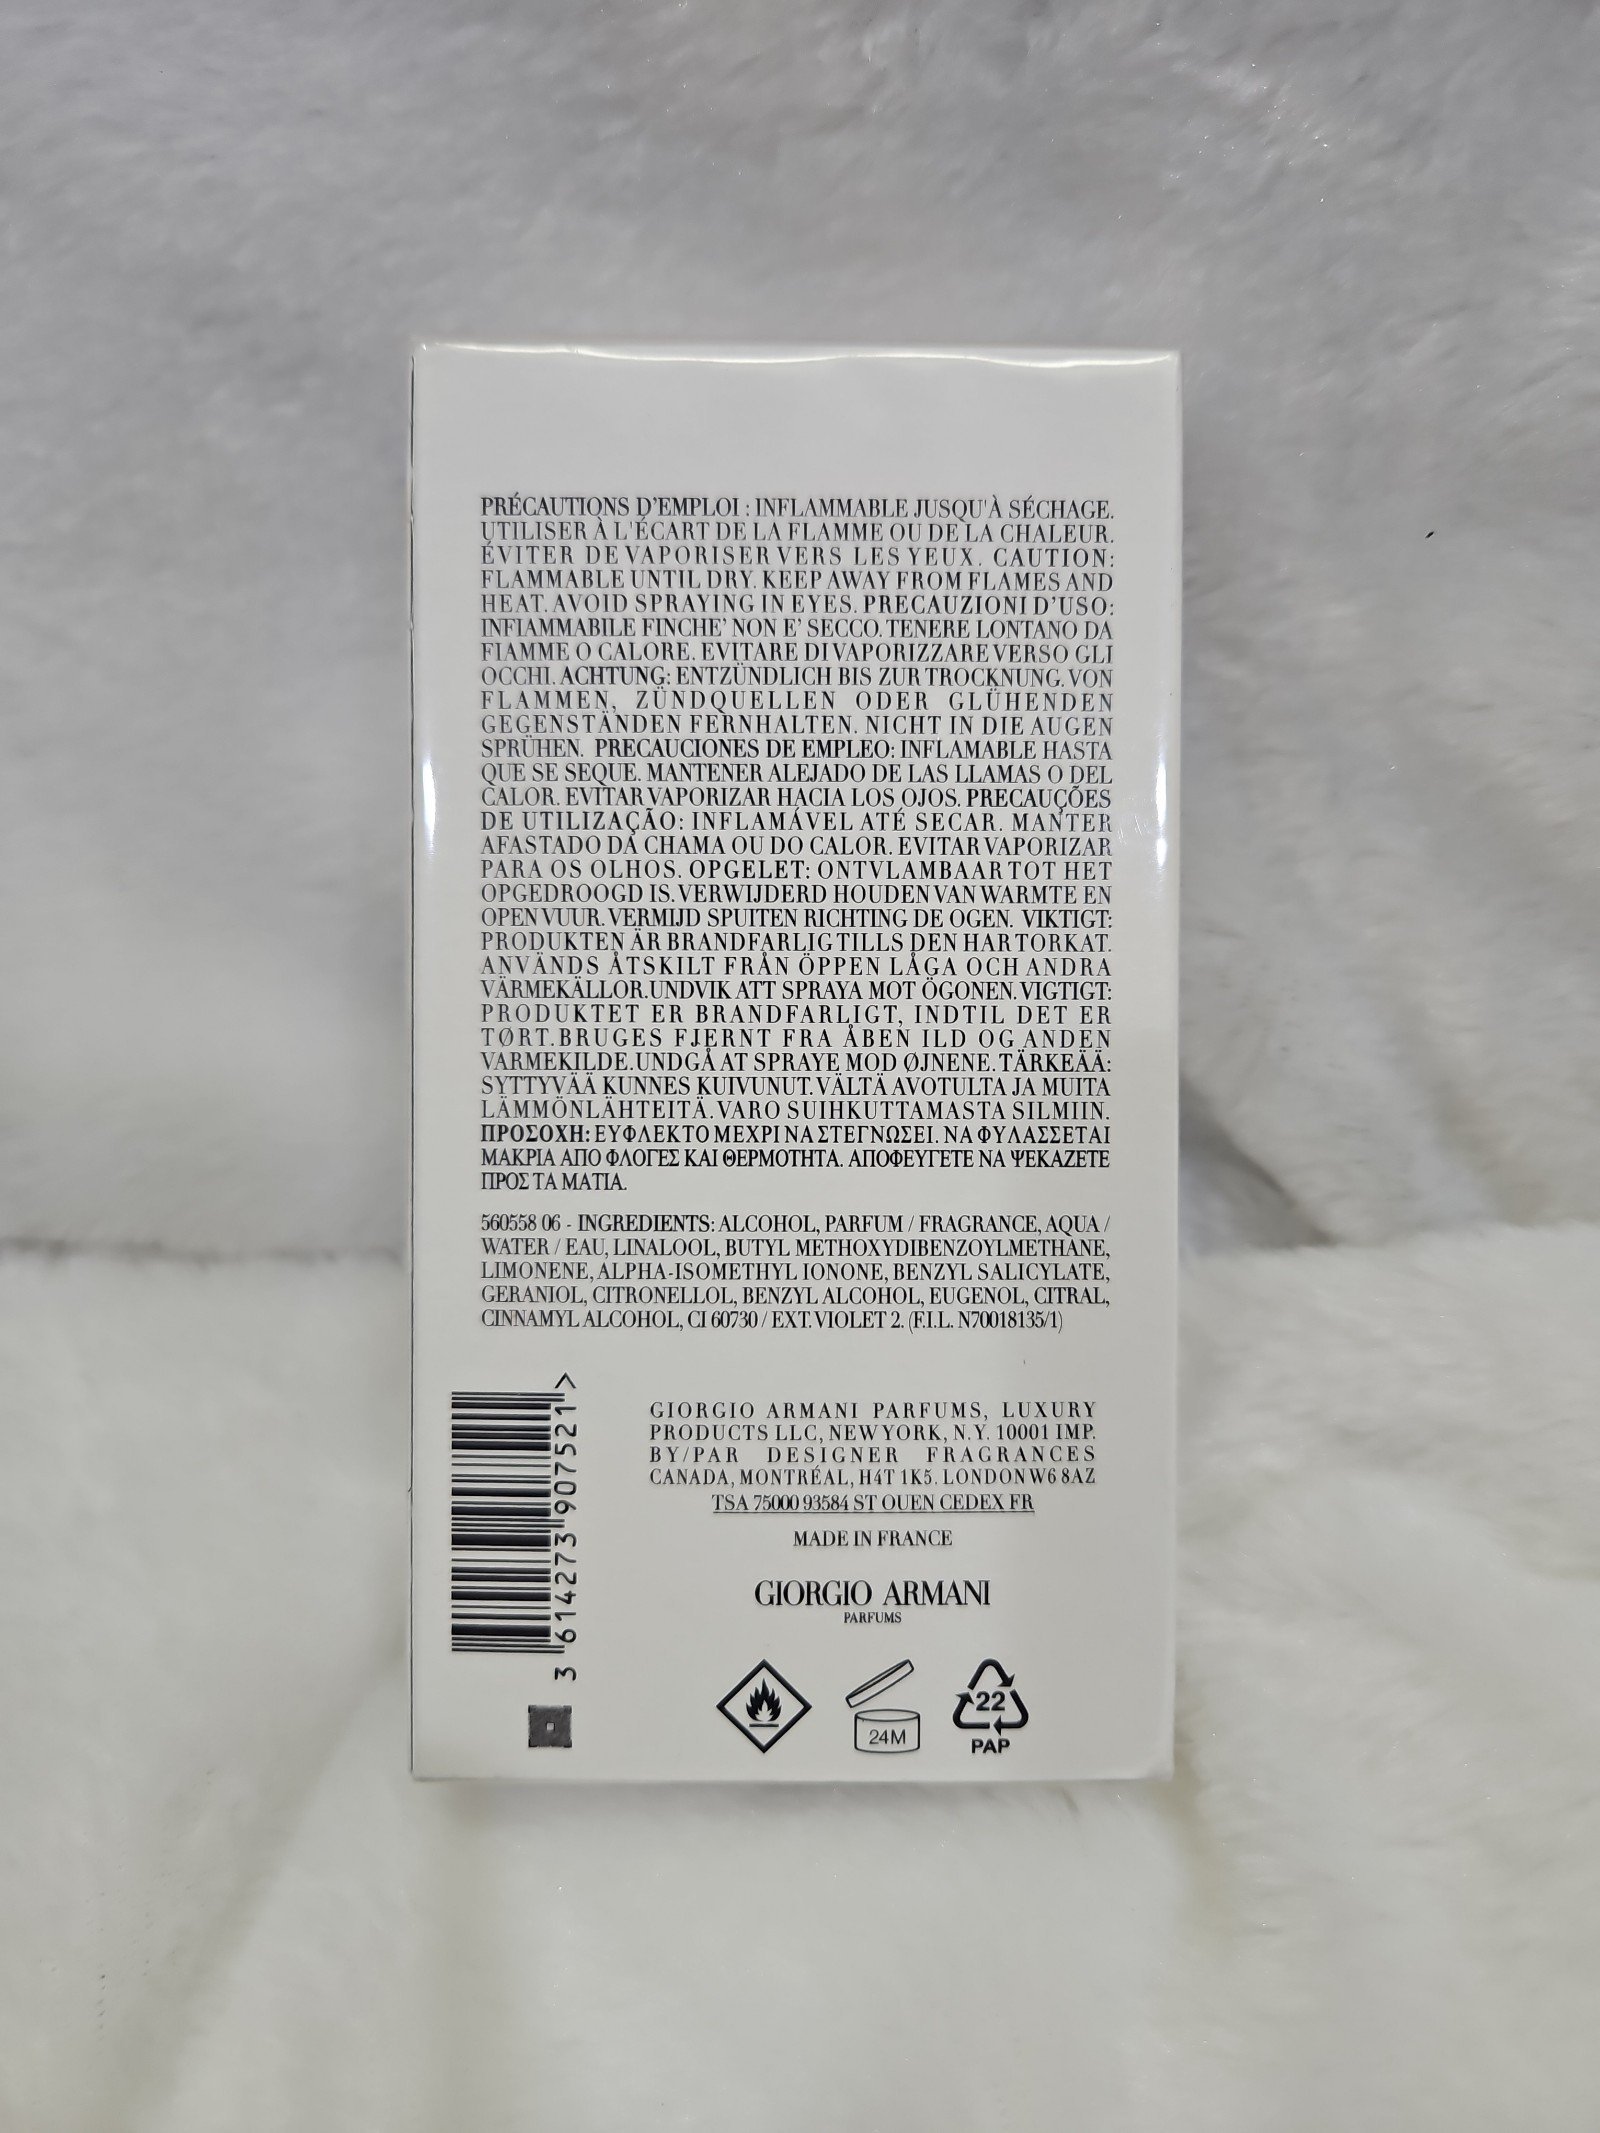 PRÉCAUTIONS D'EMPLOI : INFLAMMABLE JUSQU'À SÉCHAGE.
UTILISER À L'ÉCART DE LA FLAMME OU DE LA CHALEUR.
ÉVITER DE VAPORISER VERS LES YEUX. CAUTION:
FLAMMABLE UNTIL DRY. KEEP AWAY FROM FLAMES AND
HEAT. AVOID SPRAYING IN EYES. PRECAUZIONI D'USO:
INFIAMMABILE FINCHE' NON E' SECCO. TENERE LONTANO DA
FIAMME O CALORE. EVITARE DI VAPORIZZARE VERSO GLI
OCCHI. ACHTUNG: ENTZÜNDLICH BIS ZUR TROCKNUNG. VON
FLAMMEN, ZÜNDQUELLEN ODER GLÜHENDEN
GEGENSTÄNDEN FERNHALTEN. NICHT IN DIE AUGEN
SPRÜHEN. PRECAUCIONES DE EMPLEO: INFLAMABLE HASTA
QUE SE SEQUE. MANTENER ALEJADO DE LAS LLAMAS O DEL
CALOR. EVITAR VAPORIZAR HACIA LOS OJOS. PRECAUÇÕES
DE UTILIZAÇÃO: INFLAMÁVEL ATÉ SECAR. MANTER
AFASTADO DA CHAMA OU DO CALOR. EVITAR VAPORIZAR
PARA OS OLHOS. OPGELET: ONTVLAMBAAR TOT HET
OPGEDROOGD IS. VERWIJDERD HOUDEN VAN WARMTE EN
OPEN VUUR. VERMIJD SPUITEN RICHTING DE OGEN. VIKTIGT:
PRODUKTEN ÄR BRANDFARLIG TILLS DEN HAR TORKAT.
ANVÄNDS ÅTSKILT FRÅN ÖPPEN LÅGA OCH ANDRA
VÄRMEKÄLLOR. UNDVIK ATT SPRAYA MOT ÖGONEN. VIGTIGT:
PRODUKTET ER BRANDFARLIGT, INDTIL DET ER
TØRT. BRUGES FJERNT FRA ÅBEN ILD OG ANDEN
VARMEKILDE. UNDGÅ AT SPRAYE MOD ØJNENE. TÄRKEÄÄ:
SYTTYVÄÄ KUNNES KUIVUNUT. VÄLTÄ AVOTULTA JA MUITA
LÄMMÖNLÄHTEITÄ. VARO SUIHKUTTAMASTA SILMIIN.
ΠΡΟΣΟΧΗ: ΕΥΦΛΕΚΤΟ ΜΕΧΡΙ ΝΑ ΣΤΕΓΝΩΣΕΙ. ΝΑ ΦΥΛΑΣΣΕΤΑΙ
ΜΑΚΡΙΑ ΑΠΟ ΦΛΟΓΕΣ ΚΑΙ ΘΕΡΜΟΤΗΤΑ. ΑΠΟΦΕΥΓΕΤΕ ΝΑ ΨΕΚΑΖΕΤΕ
ΠΡΟΣ ΤΑ ΜΑΤΙΑ.
560558 06 - INGREDIENTS: ALCOHOL, PARFUM / FRAGRANCE, AQUA /
WATER / EAU, LINALOOL, BUTYL METHOXYDIBENZOYLMETHANE,
LIMONENE, ALPHA-ISOMETHYL IONONE, BENZYL SALICYLATE,
GERANIOL, CITRONELLOL, BENZYL ALCOHOL, EUGENOL, CITRAL,
CINNAMYL ALCOHOL, CI 60730 / EXT. VIOLET 2. (F.I.L. N70018135/1)
3 614273 907521 >
GIORGIO ARMANI PARFUMS, LUXURY
PRODUCTS LLC, NEW YORK, N.Y. 10001 IMP.
BY/PAR DESIGNER FRAGRANCES
CANADA, MONTRÉAL, H4T 1K5. LONDON W6 8AZ
TSA 75000 93584 ST OUEN CEDEX FR
MADE IN FRANCE
GIORGIO ARMANI
PARFUMS
24M
22
PAP